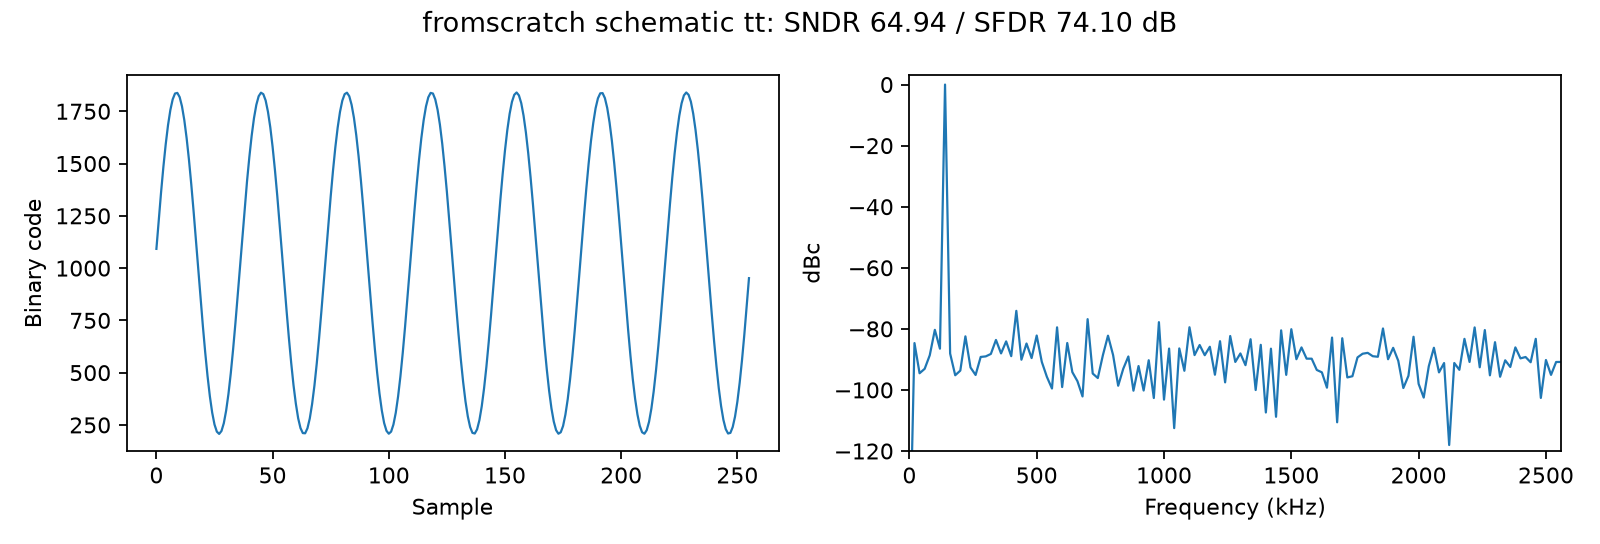 fromscratch schematic tt: SNDR 64.94 / SFDR 74.10 dB
Binary code
1750
1500
1250
1000
750
500
250
0 50 100 150 200 250
Sample
dBc
0
−20
−40
−60
−80
−100
−120
0 500 1000 1500 2000 2500
Frequency (kHz)